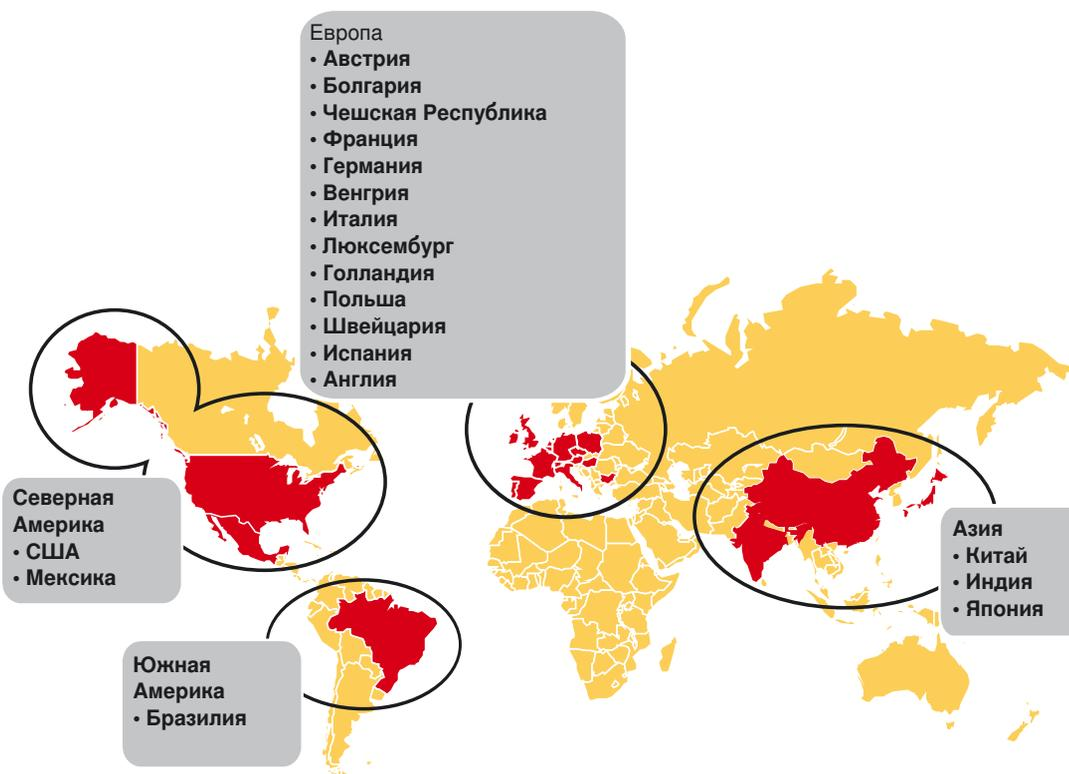 Европа
• Австрия
• Болгария
• Чешская Республика
• Франция
• Германия
• Венгрия
• Италия
• Люксембург
• Голландия
• Польша
• Швейцария
• Испания
• Англия
Северная
Америка
• США
• Мексика
Азия
• Китай
• Индия
• Япония
Южная
Америка
• Бразилия